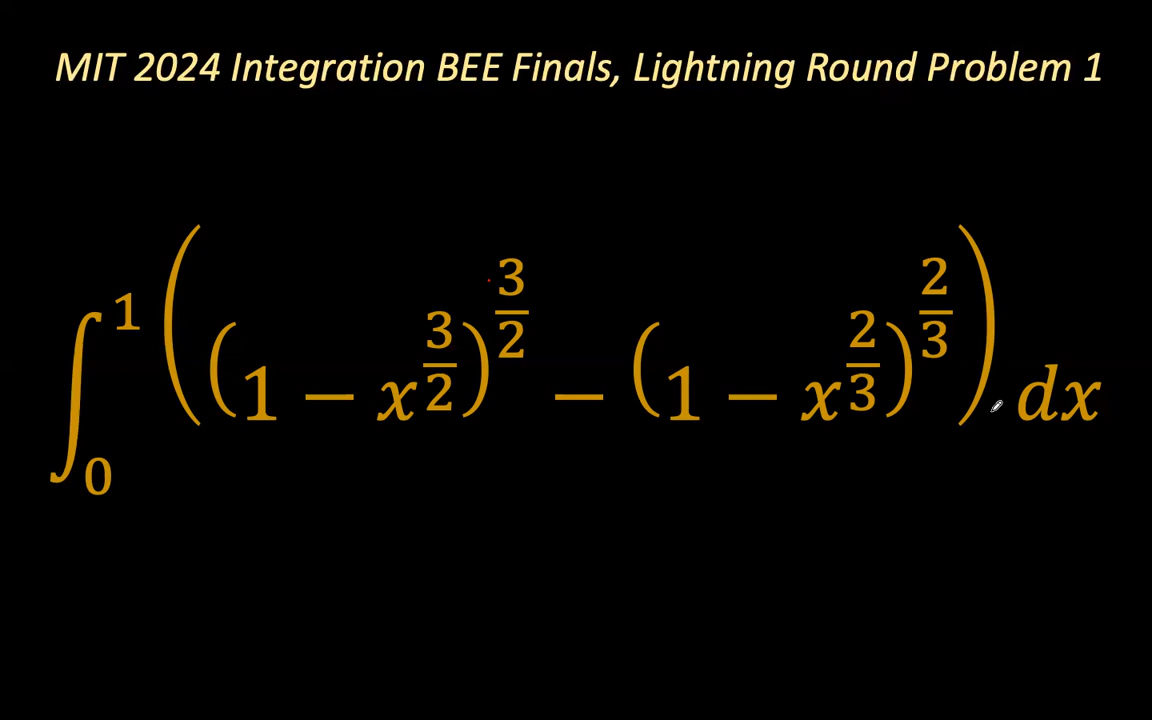 MIT 2024 Integration BEE Finals, Lightning Round Problem 1
∫₀¹ ((1 − x^(3/2))^(3/2) − (1 − x^(2/3))^(2/3)) dx